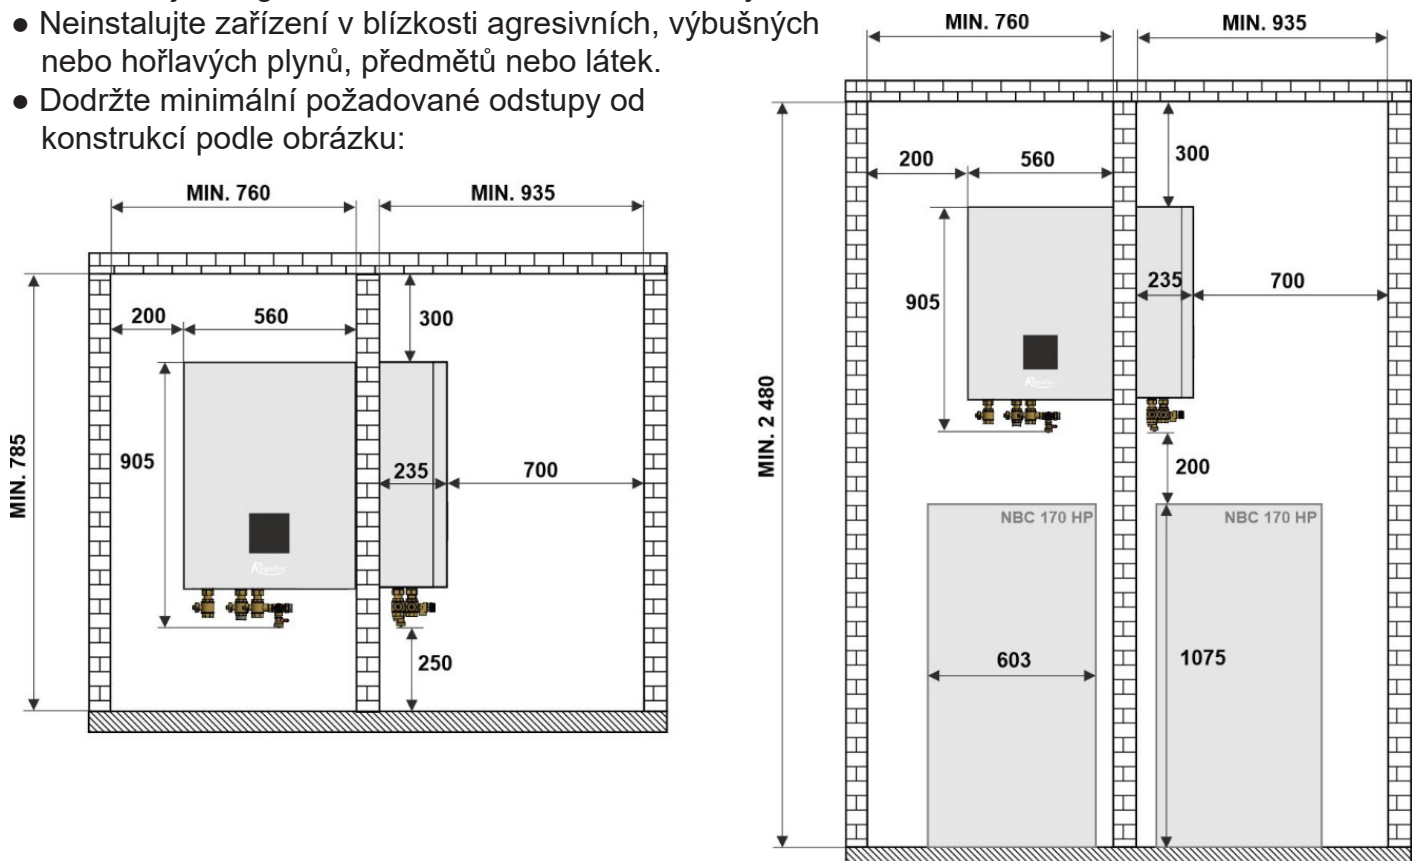 ● Neinstalujte zařízení v blízkosti agresivních, výbušných
nebo hořlavých plynů, předmětů nebo látek.
● Dodržte minimální požadované odstupy od
konstrukcí podle obrázku:
MIN. 760
MIN. 935
200
560
300
MIN. 785
905
235
700
Regulus
250
MIN. 760
MIN. 935
300
200
560
905
235
700
Regulus
MIN. 2 480
200
NBC 170 HP
NBC 170 HP
603
1075